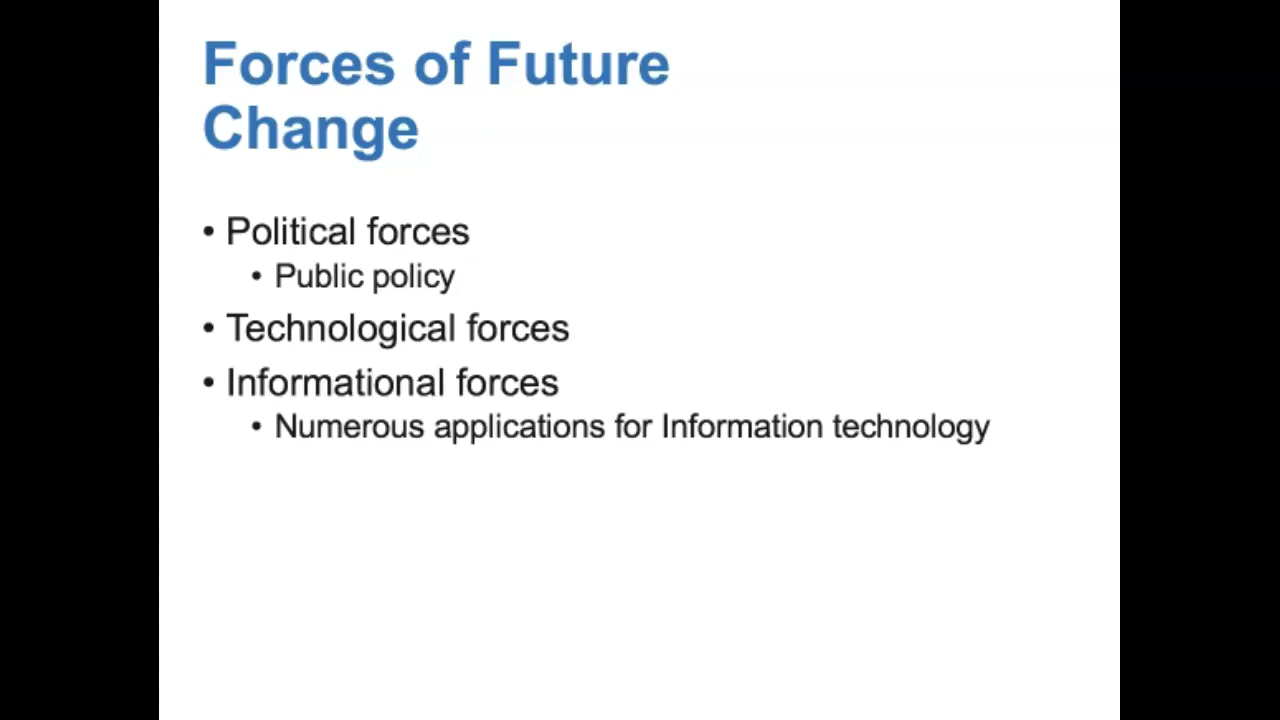 Forces of Future
Change
• Political forces
• Public policy
• Technological forces
• Informational forces
• Numerous applications for Information technology